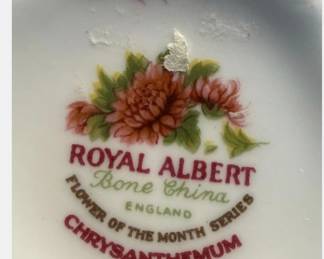 ROYAL ALBERT
Bone China
ENGLAND
FLOWER OF THE MONTH SERIES
CHRYSANTHEMUM